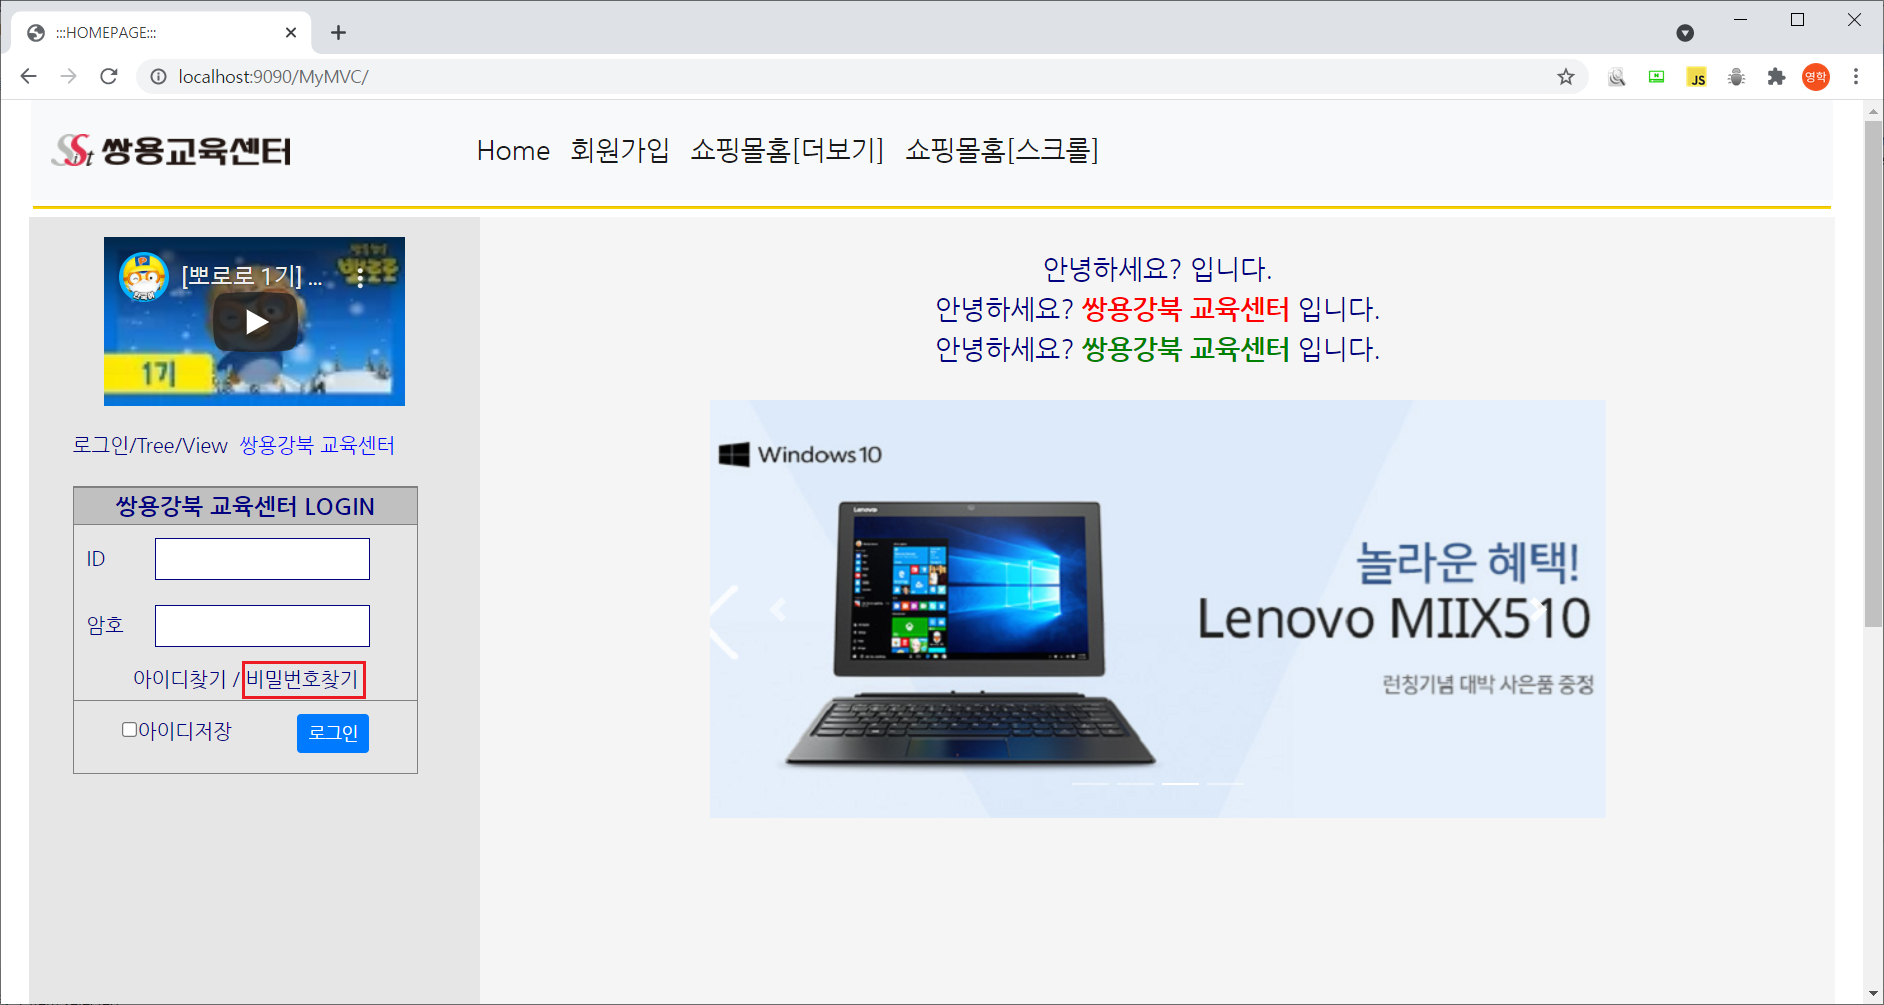 :::HOMEPAGE:::
localhost:9090/MyMVC/
JS
영학
Sist 쌍용교육센터
Home 회원가입 쇼핑몰홈[더보기] 쇼핑몰홈[스크롤]
[뽀로로 1기] ...
뽀로로
한국어
1기
안녕하세요? 입니다.
안녕하세요? 쌍용강북 교육센터 입니다.
안녕하세요? 쌍용강북 교육센터 입니다.
로그인/Tree/View 쌍용강북 교육센터
쌍용강북 교육센터 LOGIN
ID
암호
아이디찾기 / 비밀번호찾기
아이디저장 로그인
Windows 10
Lenovo
놀라운 혜택!
Lenovo MIIX510
런칭기념 대박 사은품 증정